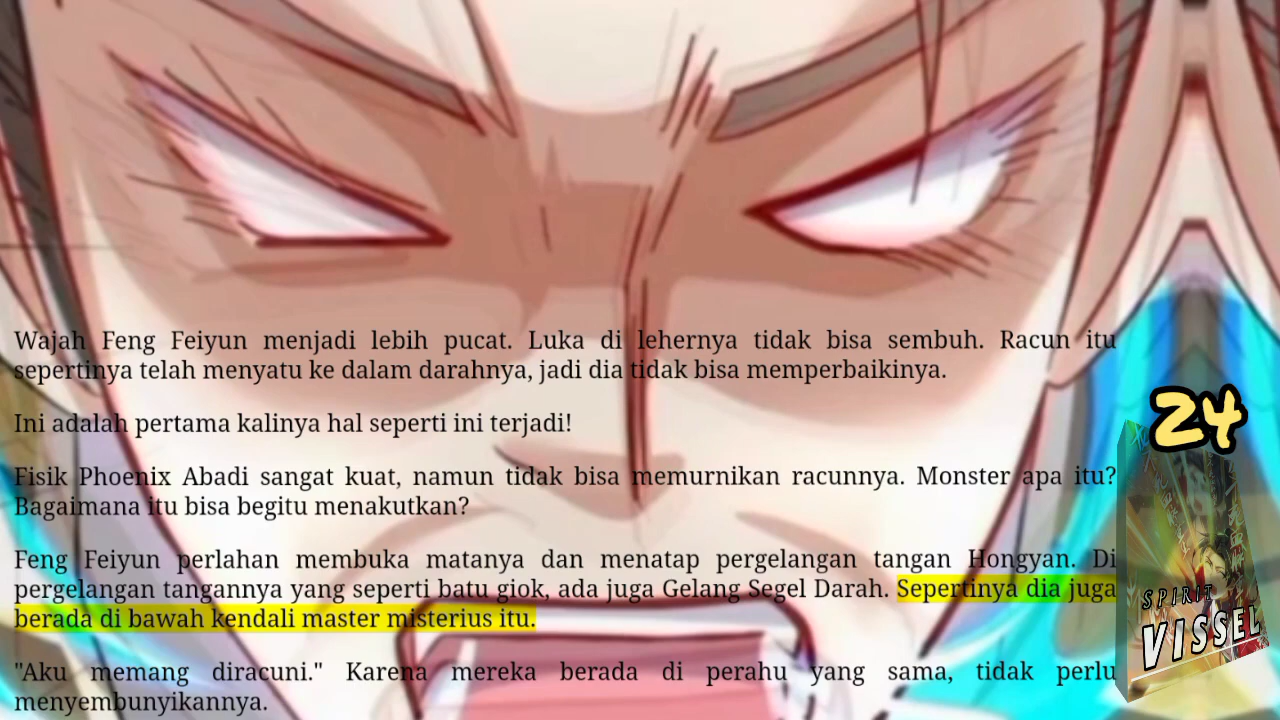 Wajah Feng Feiyun menjadi lebih pucat. Luka di lehernya tidak bisa sembuh. Racun itu
sepertinya telah menyatu ke dalam darahnya, jadi dia tidak bisa memperbaikinya.
Ini adalah pertama kalinya hal seperti ini terjadi!
Fisik Phoenix Abadi sangat kuat, namun tidak bisa memurnikan racunnya. Monster apa itu?
Bagaimana itu bisa begitu menakutkan?
Feng Feiyun perlahan membuka matanya dan menatap pergelangan tangan Hongyan. Di
pergelangan tangannya yang seperti batu giok, ada juga Gelang Segel Darah. Sepertinya dia juga
berada di bawah kendali master misterius itu.
"Aku memang diracuni." Karena mereka berada di perahu yang sama, tidak perlu
menyembunyikannya.
24
SPIRIT
VISSEL